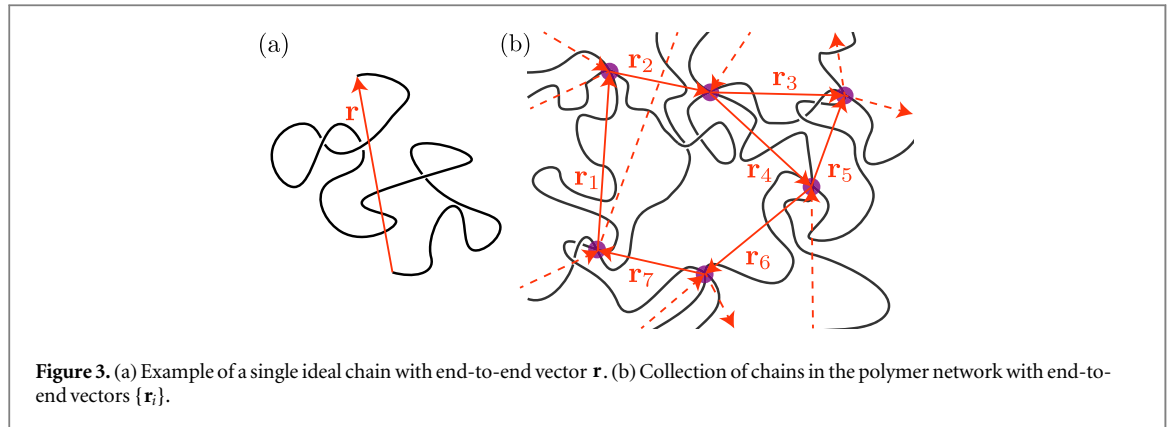 (a)
(b)
r
r₂
r₃
r₁
r₄
r₅
r₆
r₇
Figure 3. (a) Example of a single ideal chain with end-to-end vector r. (b) Collection of chains in the polymer network with end-to-
end vectors {rᵢ}.